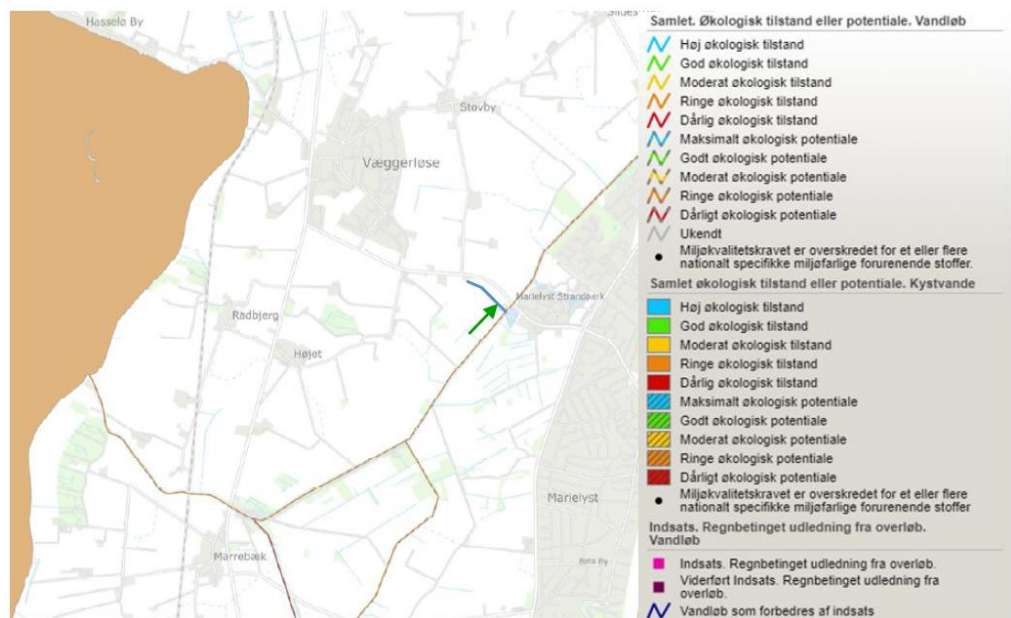 Hasselø By
Stovby
Væggerløse
Marielyst Strandpark
Radbjerg
Højet
Marielyst
Marrebæk
Samlet. Økologisk tilstand eller potentiale. Vandløb
Høj økologisk tilstand
God økologisk tilstand
Moderat økologisk tilstand
Ringe økologisk tilstand
Dårlig økologisk tilstand
Maksimalt økologisk potentiale
Godt økologisk potentiale
Moderat økologisk potentiale
Ringe økologisk potentiale
Dårligt økologisk potentiale
Ukendt
Miljøkvalitetskravet er overskredet for et eller flere
nationalt specifikke miljøfarlige forurenende stoffer.
Samlet økologisk tilstand eller potentiale. Kystvande
Høj økologisk tilstand
God økologisk tilstand
Moderat økologisk tilstand
Ringe økologisk tilstand
Dårlig økologisk tilstand
Maksimalt økologisk potentiale
Godt økologisk potentiale
Moderat økologisk potentiale
Ringe økologisk potentiale
Dårligt økologisk potentiale
Miljøkvalitetskravet er overskredet for et eller flere
nationalt specifikke miljøfarlige forurenende stoffer
Indsats. Regnbetinget udledning fra overløb.
Vandløb
Indsats. Regnbetinget udledning fra overløb.
Viderført Indsats. Regnbetinget udledning fra
overløb.
Vandløb som forbedres af indsats